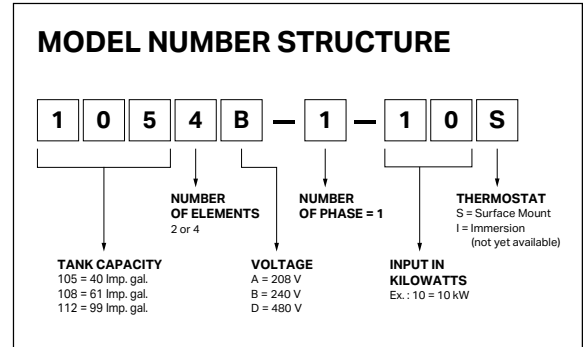 MODEL NUMBER STRUCTURE
1 0 5 4 B – 1 – 1 0 S
NUMBER
OF ELEMENTS
2 or 4
NUMBER
OF PHASE = 1
THERMOSTAT
S = Surface Mount
I = Immersion
(not yet available)
TANK CAPACITY
105 = 40 Imp. gal.
108 = 61 Imp. gal.
112 = 99 Imp. gal.
VOLTAGE
A = 208 V
B = 240 V
D = 480 V
INPUT IN
KILOWATTS
Ex. : 10 = 10 kW